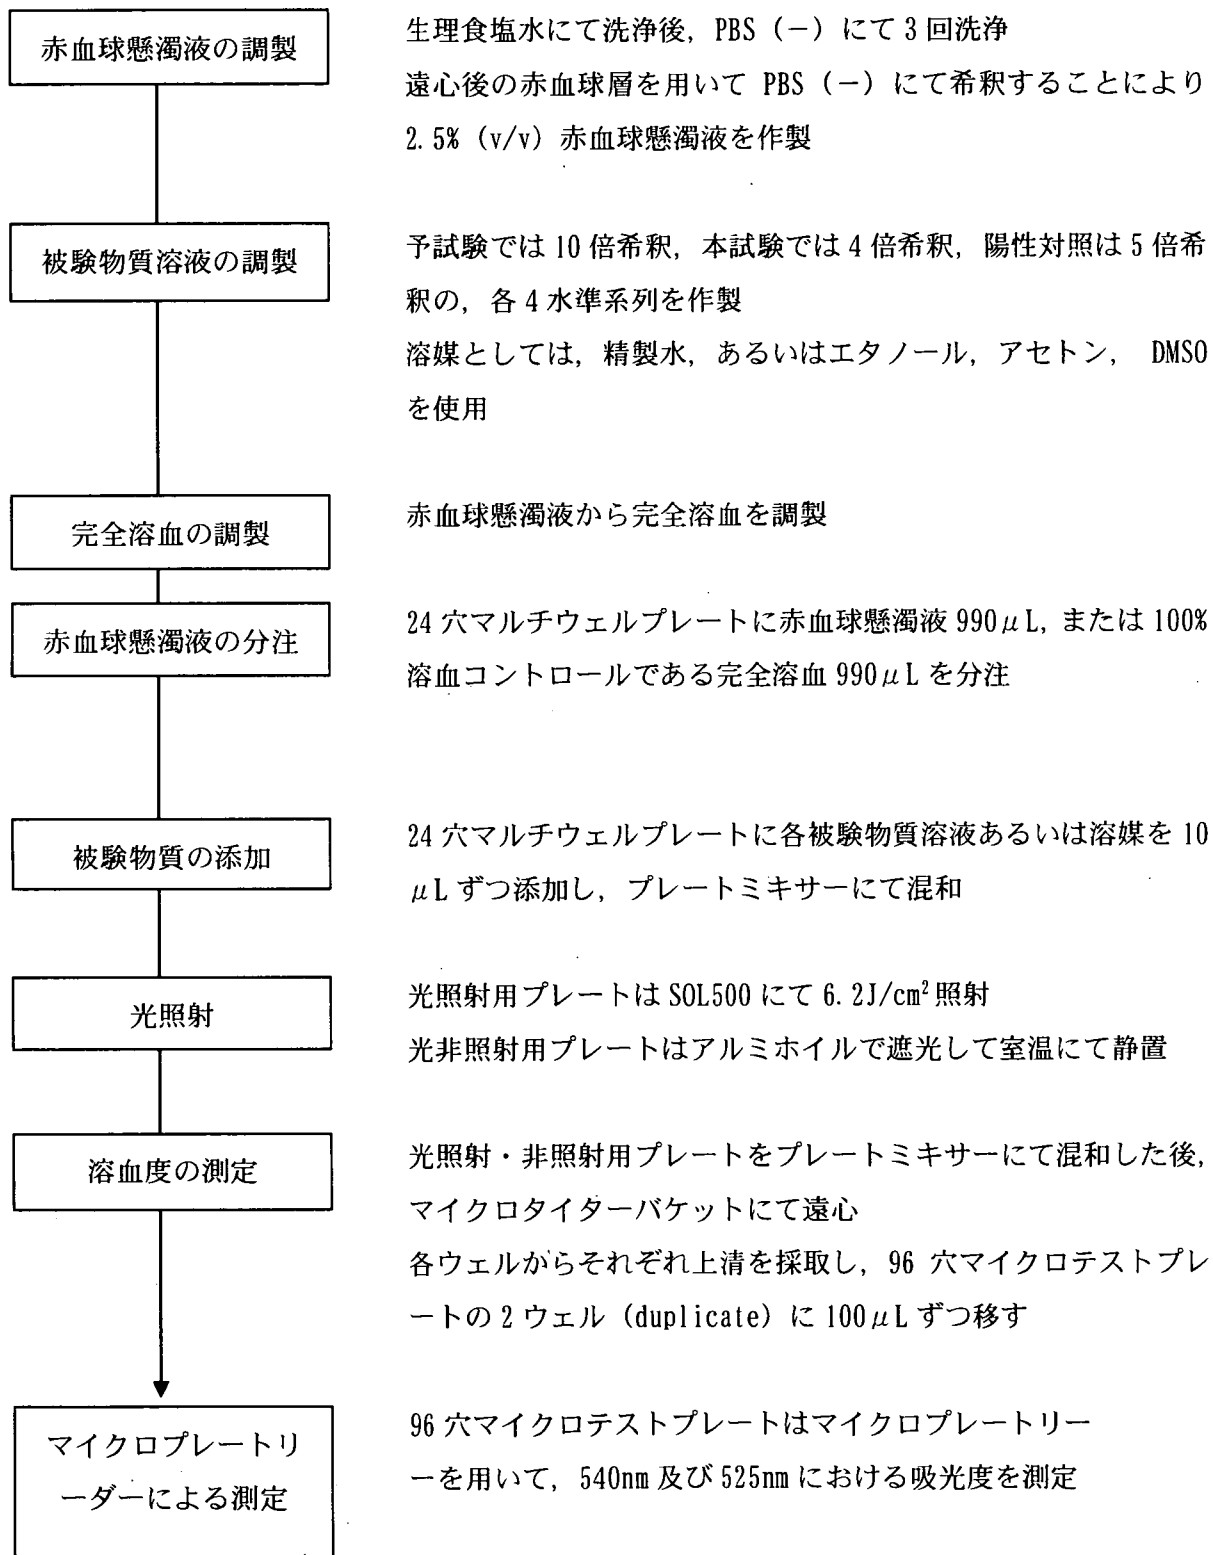 赤血球懸濁液の調製
生理食塩水にて洗浄後，PBS（－）にて3回洗浄
遠心後の赤血球層を用いて PBS（－）にて希釈することにより
2.5%（v/v）赤血球懸濁液を作製
被験物質溶液の調製
予試験では10倍希釈，本試験では4倍希釈，陽性対照は5倍希
釈の，各4水準系列を作製
溶媒としては，精製水，あるいはエタノール，アセトン， DMSO
を使用
完全溶血の調製
赤血球懸濁液から完全溶血を調製
赤血球懸濁液の分注
24穴マルチウェルプレートに赤血球懸濁液990μL，または100%
溶血コントロールである完全溶血990μLを分注
被験物質の添加
24穴マルチウェルプレートに各被験物質溶液あるいは溶媒を10
μLずつ添加し，プレートミキサーにて混和
光照射
光照射用プレートはSOL500にて6.2J/cm²照射
光非照射用プレートはアルミホイルで遮光して室温にて静置
溶血度の測定
光照射・非照射用プレートをプレートミキサーにて混和した後，
マイクロタイターバケットにて遠心
各ウェルからそれぞれ上清を採取し，96 穴マイクロテストプレ
ートの2ウェル（duplicate）に100μLずつ移す
マイクロプレートリ
ーダーによる測定
96穴マイクロテストプレートはマイクロプレートリー
ーを用いて，540nm及び525nmにおける吸光度を測定